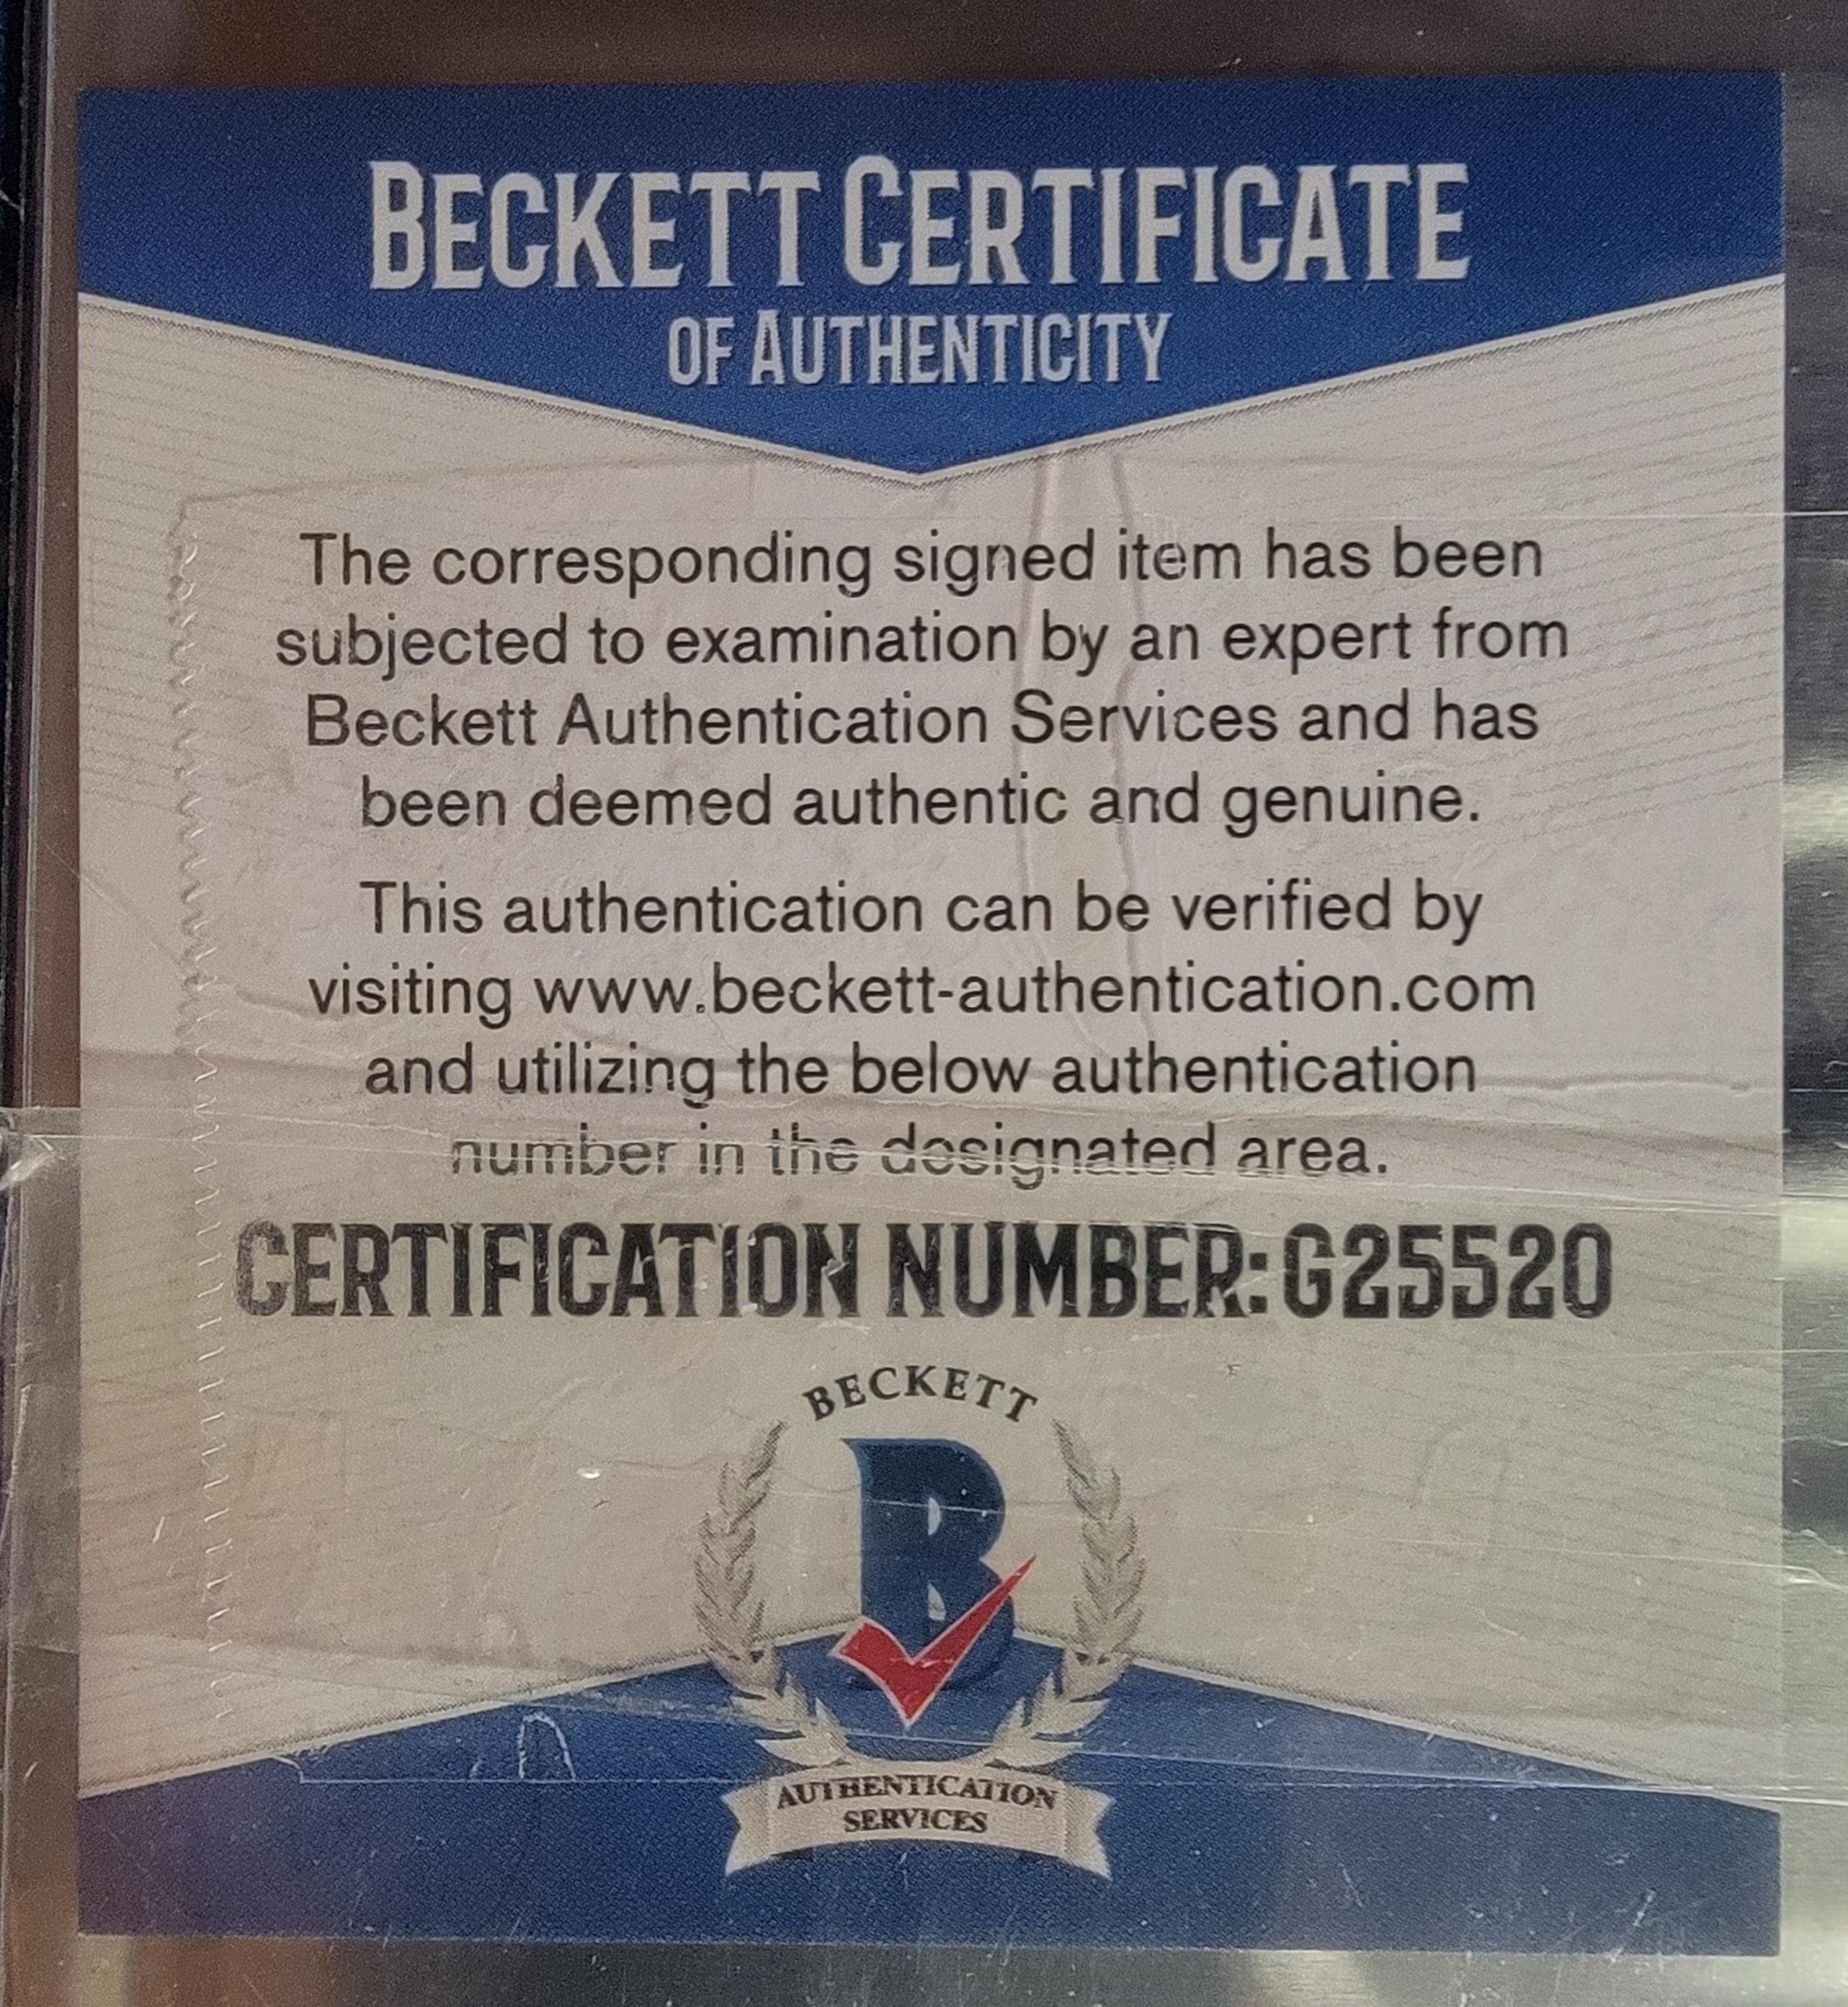 BECKETT CERTIFICATE
OF AUTHENTICITY
The corresponding signed item has been
subjected to examination by an expert from
Beckett Authentication Services and has
been deemed authentic and genuine.
This authentication can be verified by
visiting www.beckett-authentication.com
and utilizing the below authentication
number in the designated area.
CERTIFICATION NUMBER: G25520
BECKETT
B
AUTHENTICATION
SERVICES